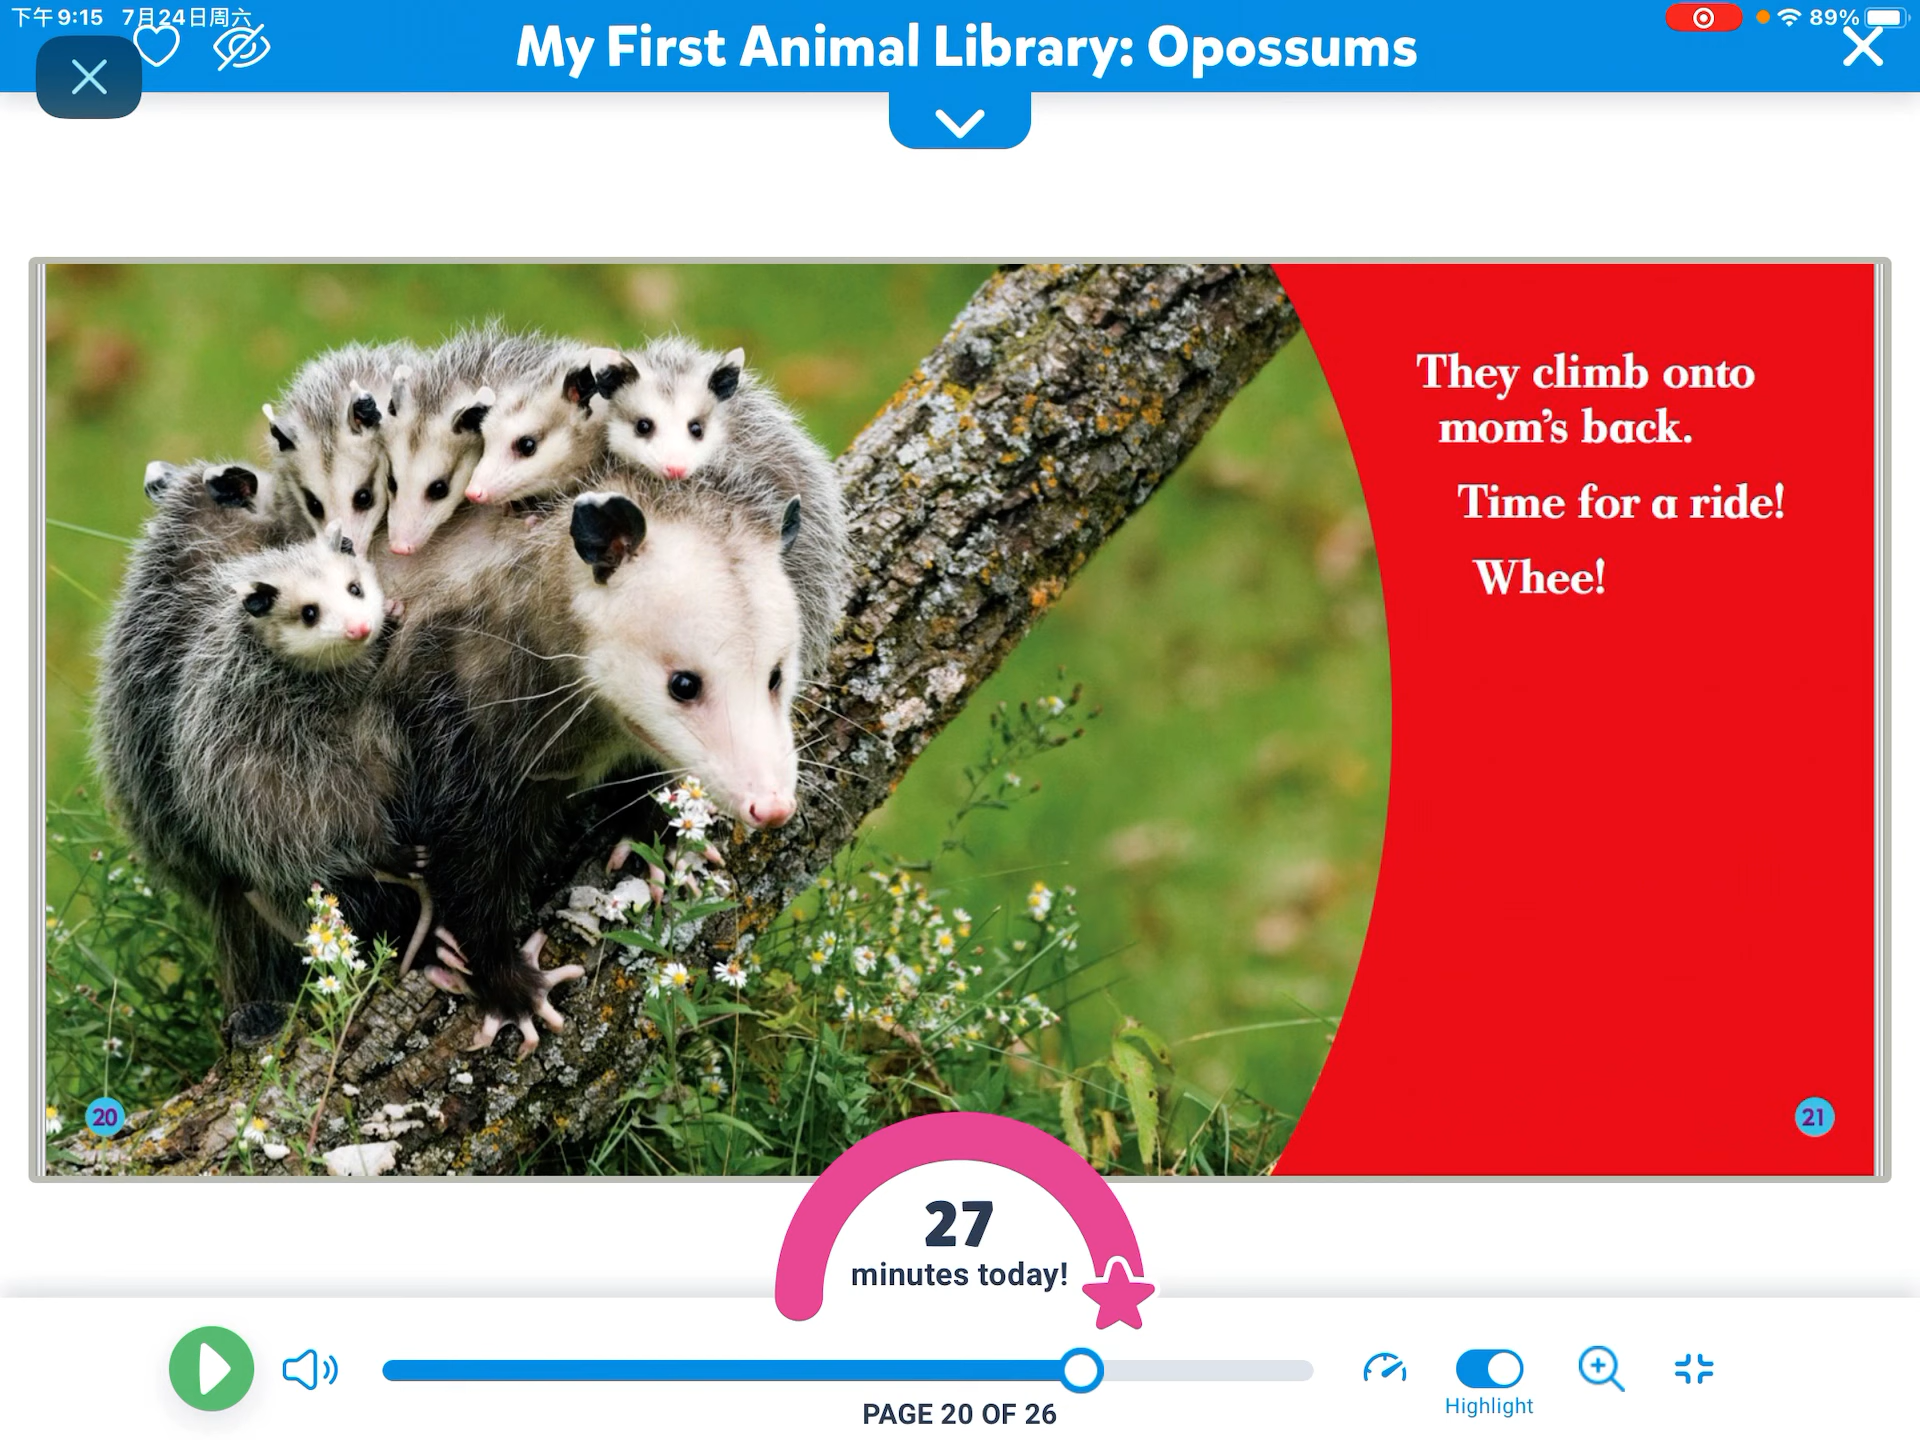 下午9:15 7月24日周六
89%
My First Animal Library: Opossums
They climb onto
mom's back.
Time for a ride!
Whee!
20
21
27
minutes today!
PAGE 20 OF 26
Highlight